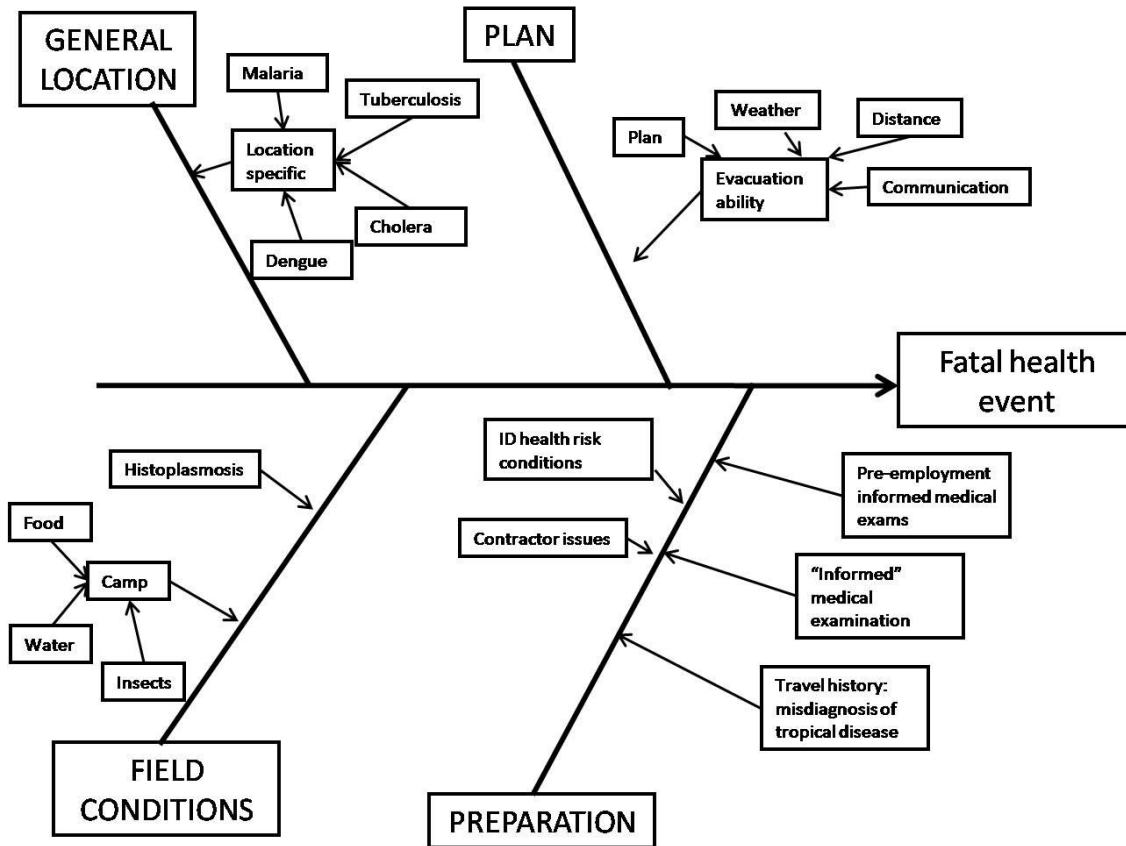 GENERAL
LOCATION
Malaria
Tuberculosis
Location
specific
Cholera
Dengue
PLAN
Weather
Distance
Plan
Evacuation
ability
Communication
Fatal health
event
Histoplasmosis
Food
Camp
Water
Insects
FIELD
CONDITIONS
ID health risk
conditions
Contractor issues
Pre-employment
informed medical
exams
“Informed”
medical
examination
Travel history:
misdiagnosis of
tropical disease
PREPARATION